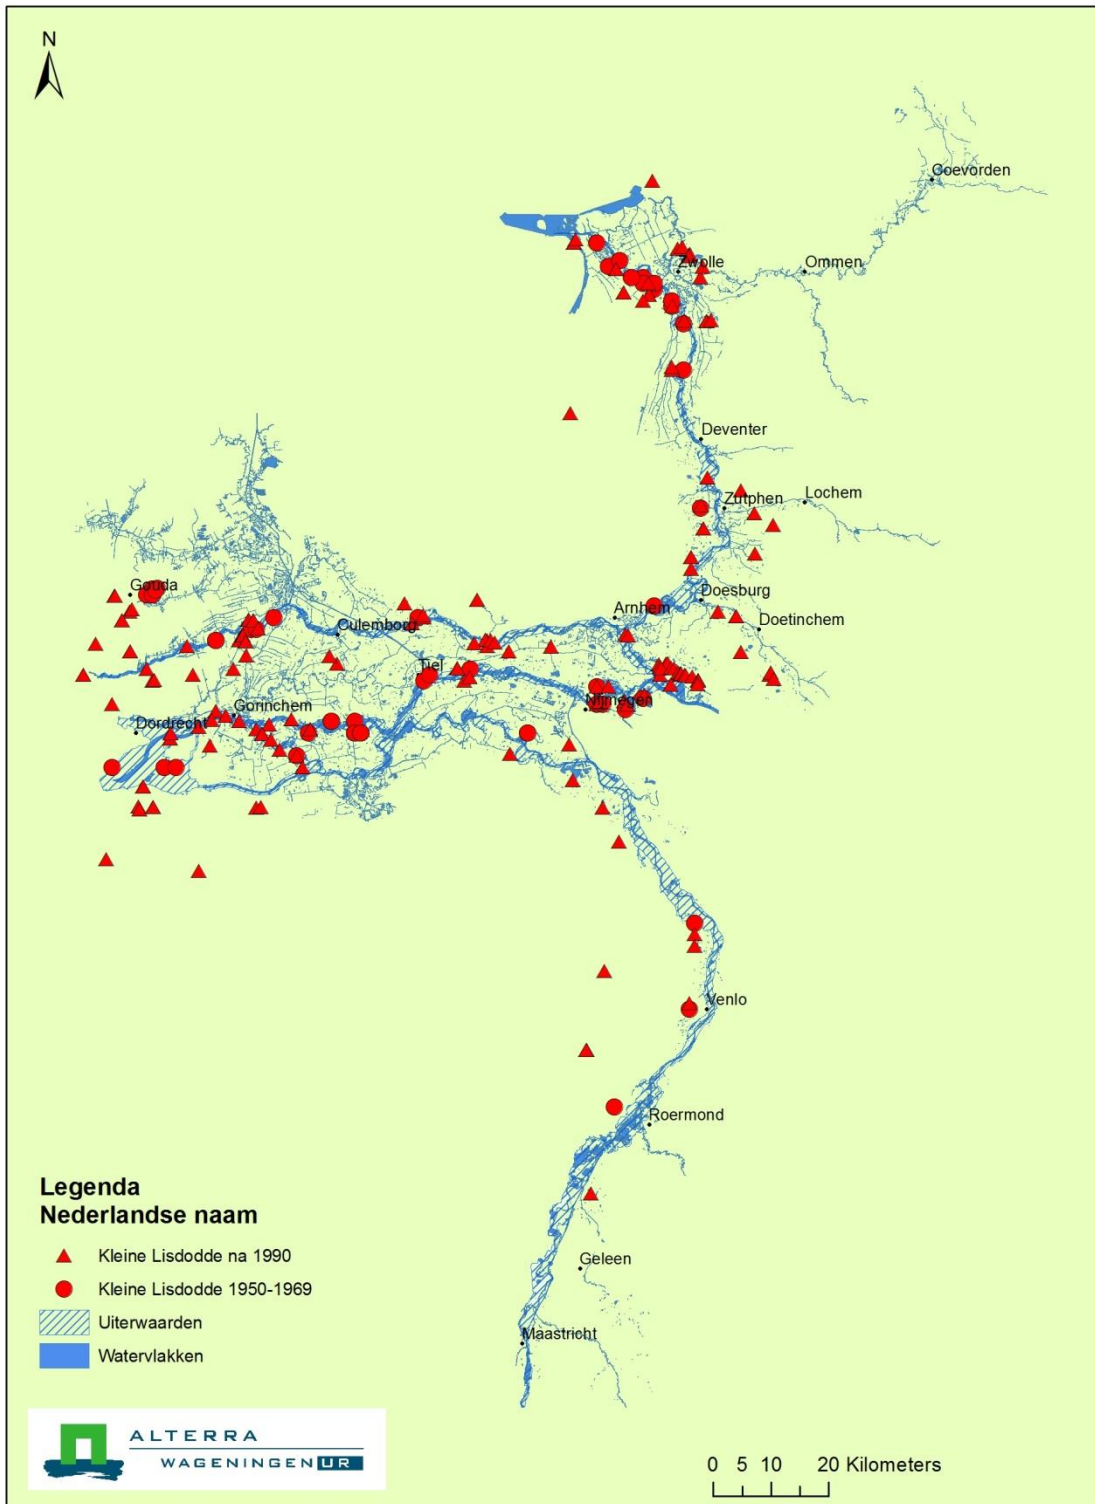 N
Coevorden
Zwolle
Ommen
Deventer
Zutphen
Lochem
Gouda
Doesburg
Arnhem
Doetinchem
Culemborg
Tiel
Nijmegen
Gorinchem
Dordrecht
Venlo
Roermond
Geleen
Maastricht
Legenda
Nederlandse naam
Kleine Lisdodde na 1990
Kleine Lisdodde 1950-1969
Uiterwaarden
Watervlakken
ALTERRA
WAGENINGEN UR
0 5 10 20 Kilometers